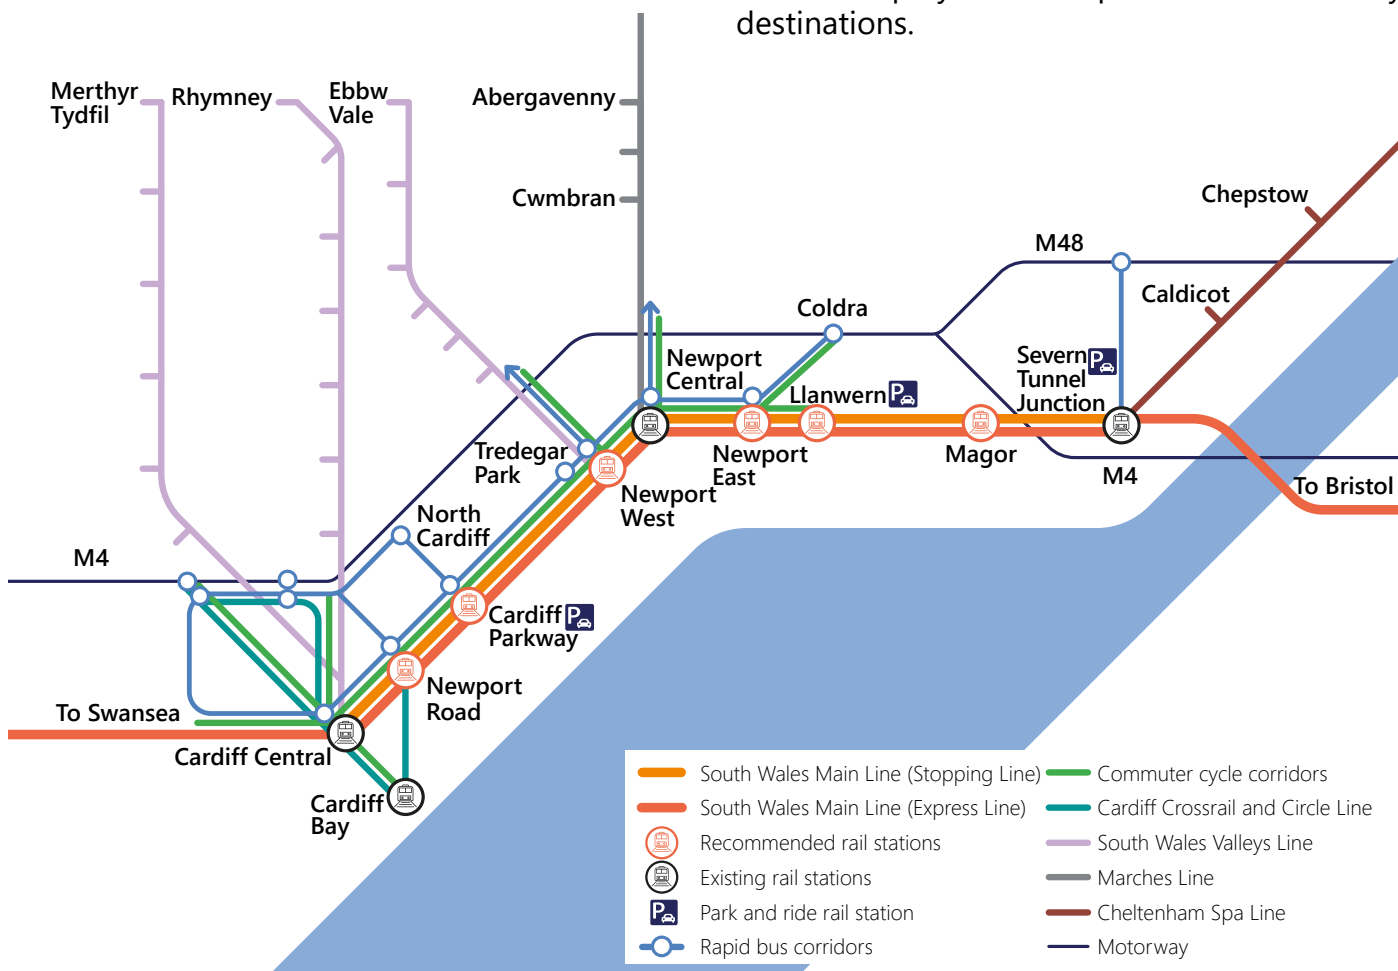 destinations.
Merthyr
Tydfil
Rhymney
Ebbw
Vale
Abergavenny
Cwmbran
Chepstow
M48
Caldicot
Coldra
Newport
Central
Severn
Tunnel
Junction
Llanwern
Tredegar
Park
Newport
East
Magor
M4
To Bristol
Newport
West
North
Cardiff
M4
Cardiff
Parkway
Newport
Road
To Swansea
Cardiff Central
Cardiff
Bay
South Wales Main Line (Stopping Line)
South Wales Main Line (Express Line)
Recommended rail stations
Existing rail stations
Park and ride rail station
Rapid bus corridors
Commuter cycle corridors
Cardiff Crossrail and Circle Line
South Wales Valleys Line
Marches Line
Cheltenham Spa Line
Motorway